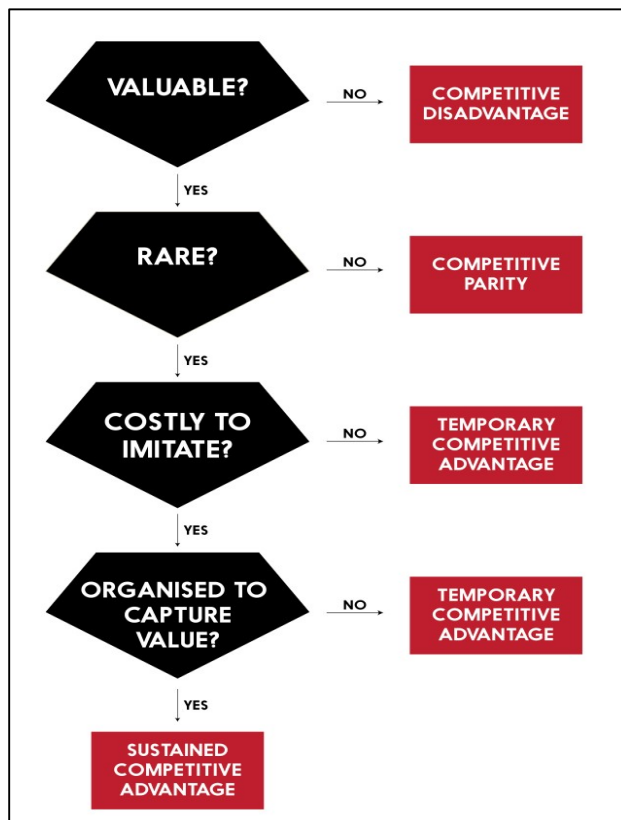 VALUABLE?
NO
COMPETITIVE
DISADVANTAGE
YES
RARE?
NO
COMPETITIVE
PARITY
YES
COSTLY TO
IMITATE?
NO
TEMPORARY
COMPETITIVE
ADVANTAGE
YES
ORGANISED TO
CAPTURE
VALUE?
NO
TEMPORARY
COMPETITIVE
ADVANTAGE
YES
SUSTAINED
COMPETITIVE
ADVANTAGE